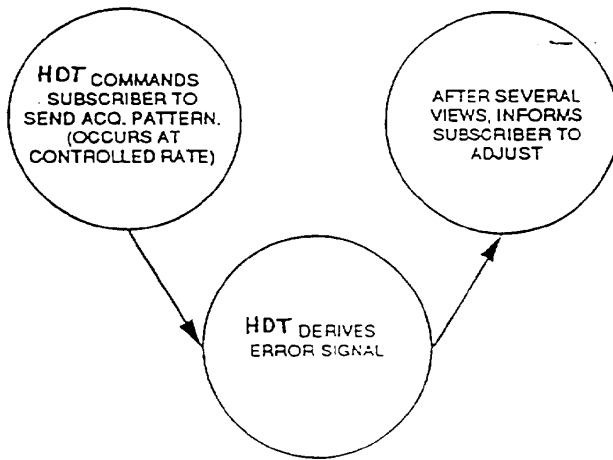 HDT COMMANDS
SUBSCRIBER TO
SEND ACQ. PATTERN.
(OCCURS AT
CONTROLLED RATE)
AFTER SEVERAL
VIEWS, INFORMS
SUBSCRIBER TO
ADJUST
HDT DERIVES
ERROR SIGNAL